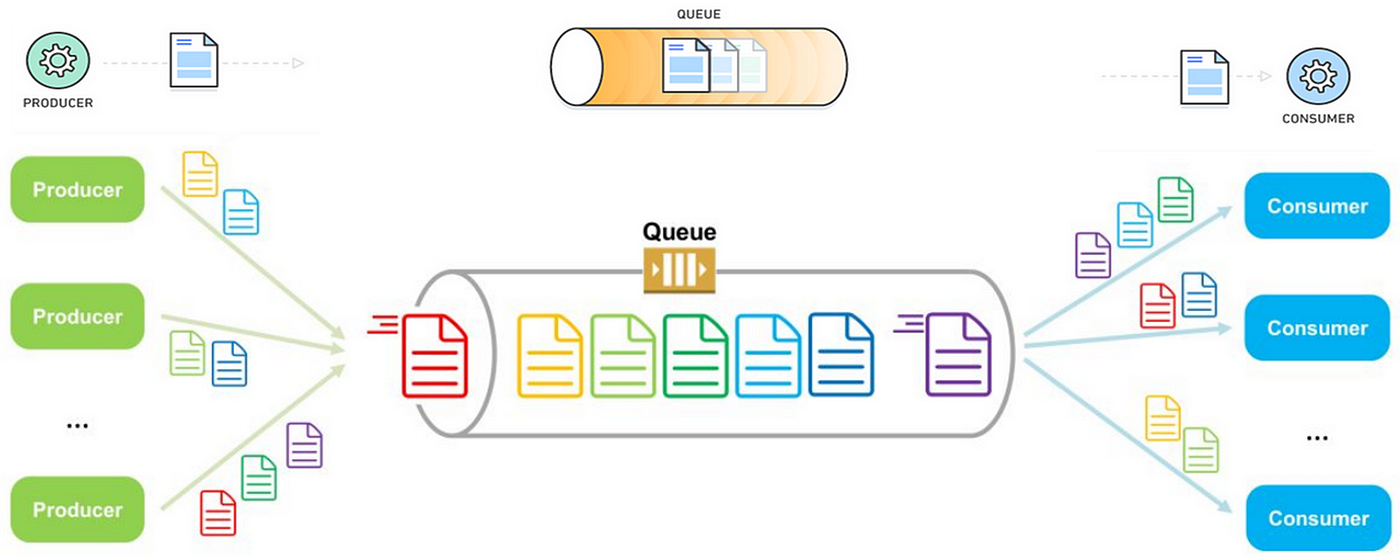 QUEUE
PRODUCER
CONSUMER
Producer
Consumer
Queue
Producer
Consumer
...
...
Producer
Consumer